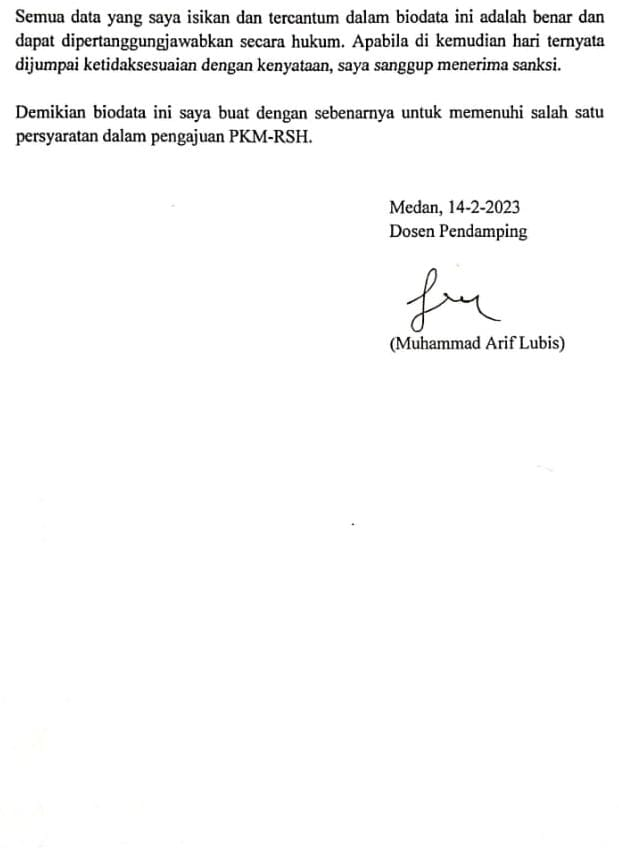 Semua data yang saya isikan dan tercantum dalam biodata ini adalah benar dan
dapat dipertanggungjawabkan secara hukum. Apabila di kemudian hari ternyata
dijumpai ketidaksesuaian dengan kenyataan, saya sanggup menerima sanksi.
Demikian biodata ini saya buat dengan sebenarnya untuk memenuhi salah satu
persyaratan dalam pengajuan PKM-RSH.
Medan, 14-2-2023
Dosen Pendamping
(Muhammad Arif Lubis)